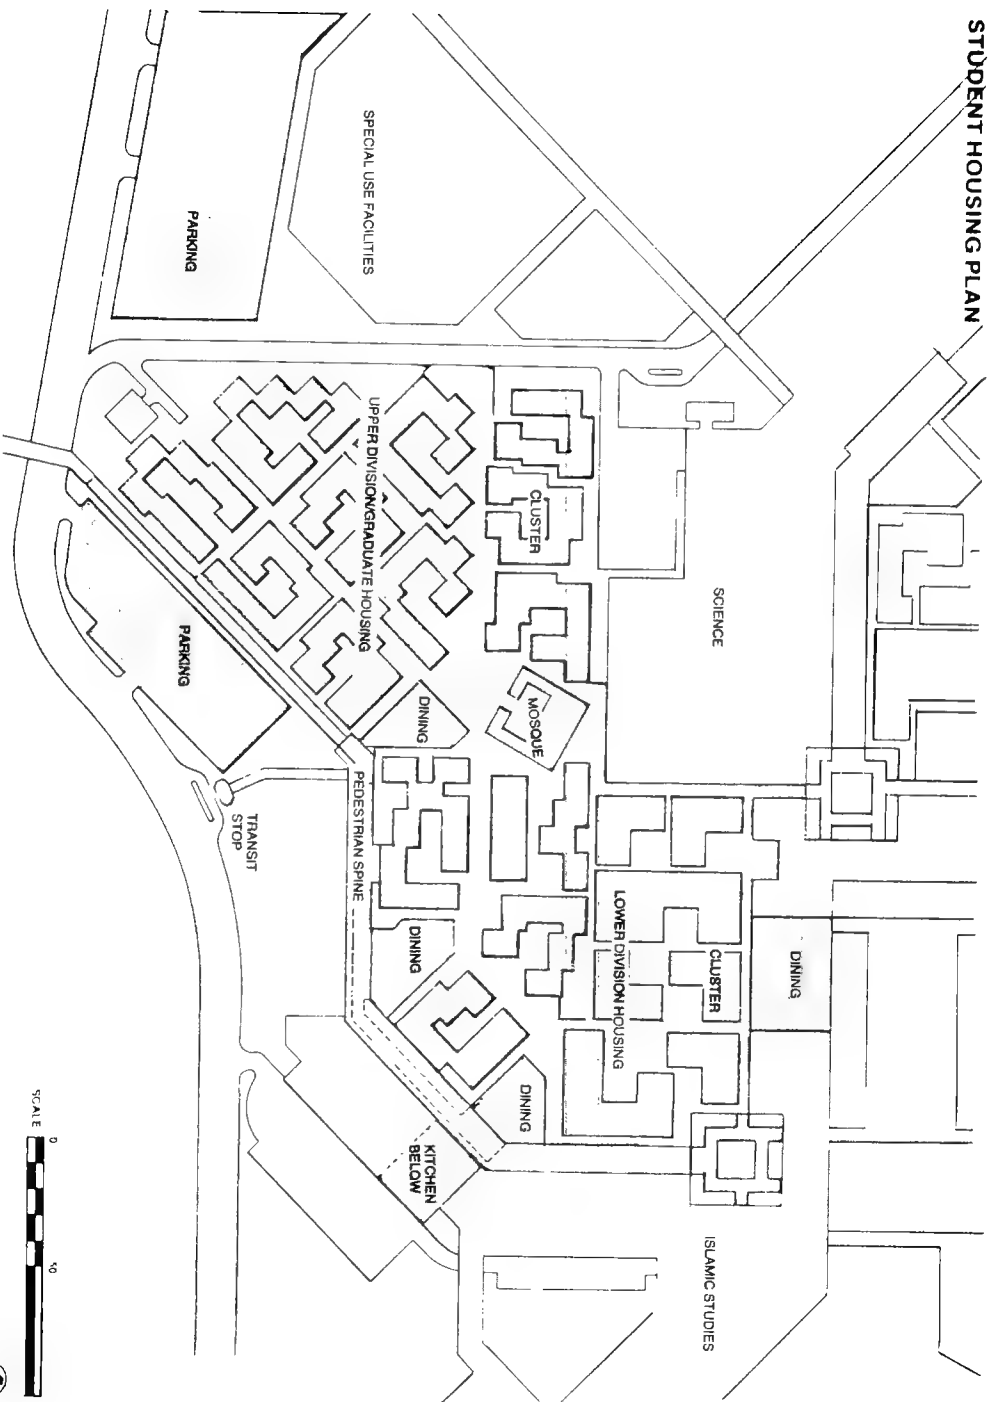 STUDENT HOUSING PLAN
SPECIAL USE FACILITIES
PARKING
UPPER DIVISION/GRADUATE HOUSING
CLUSTER
SCIENCE
PARKING
DINING
MOSQUE
PEDESTRIAN SPINE
TRANSIT
STOP
LOWER DIVISION HOUSING
CLUSTER
DINING
DINING
DINING
KITCHEN
BELOW
ISLAMIC STUDIES
SCALE
0
50